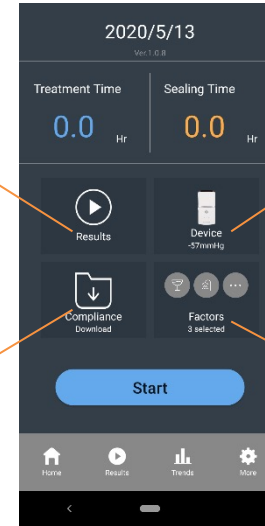 2020/5/13
Ver.1.0.8
Treatment Time
Sealing Time
0.0 Hr
0.0 Hr
Results
Device
-57mmHg
Compliance
Download
Factors
3 selected
Start
Home
Results
Trends
More